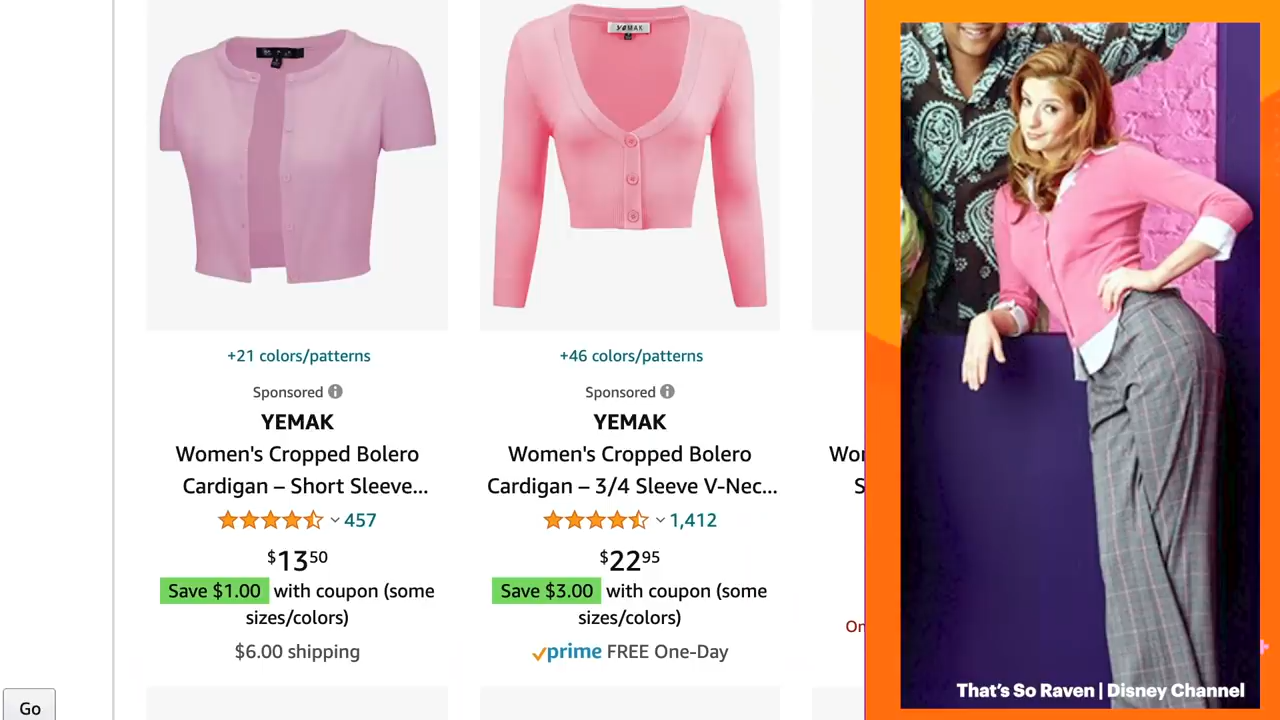 YEMAK
+21 colors/patterns
Sponsored
YEMAK
Women's Cropped Bolero
Cardigan – Short Sleeve...
457
$13.50
Save $1.00 with coupon (some
sizes/colors)
$6.00 shipping
+46 colors/patterns
Sponsored
YEMAK
Women's Cropped Bolero
Cardigan – 3/4 Sleeve V-Nec...
1,412
$22.95
Save $3.00 with coupon (some
sizes/colors)
prime FREE One-Day
Wor
S
On
Go
That's So Raven | Disney Channel